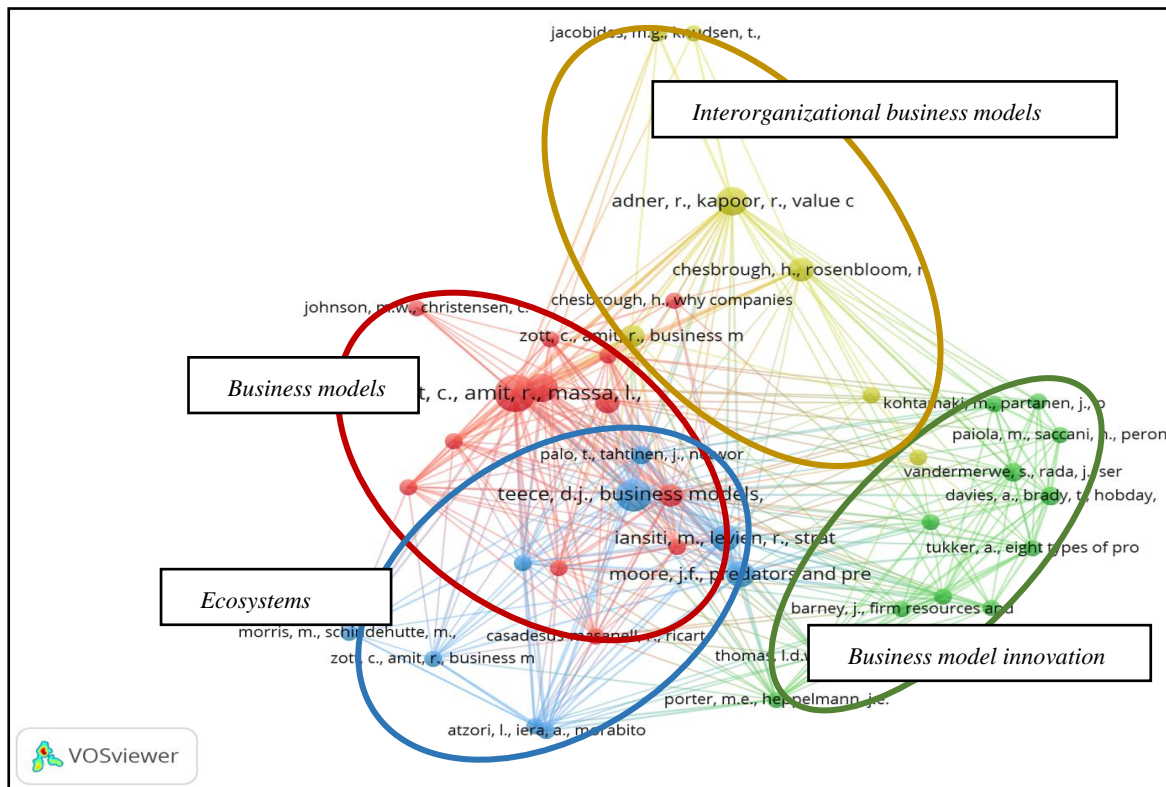 jacobides, m.g., knudsen, t.,
Interorganizational business models
adner, r., kapoor, r., value c
chesbrough, h., rosenbloom, r
chesbrough, h., why companies
johnson, m.w., christensen, c.
zott, c., amit, r., business m
Business models
t, c., amit, r., massa, l.,
kohtamaki, m., partanen, j., o
paiola, m., saccani, n., peron
palo, t., tahtinen, j., networ
vandermerwe, s., rada, j., ser
teece, d.j., business models,
davies, a., brady, t., hobday,
iansiti, m., levien, r., strat
tukker, a., eight types of pro
moore, j.f., predators and pre
Ecosystems
barney, j., firm resources and
morris, m., schindehutte, m.,
casadesus-masanell, r., ricart
zott, c., amit, r., business m
thomas, l.d.w
Business model innovation
porter, m.e., heppelmann, j.e.
atzori, l., iera, a., morabito
VOSviewer